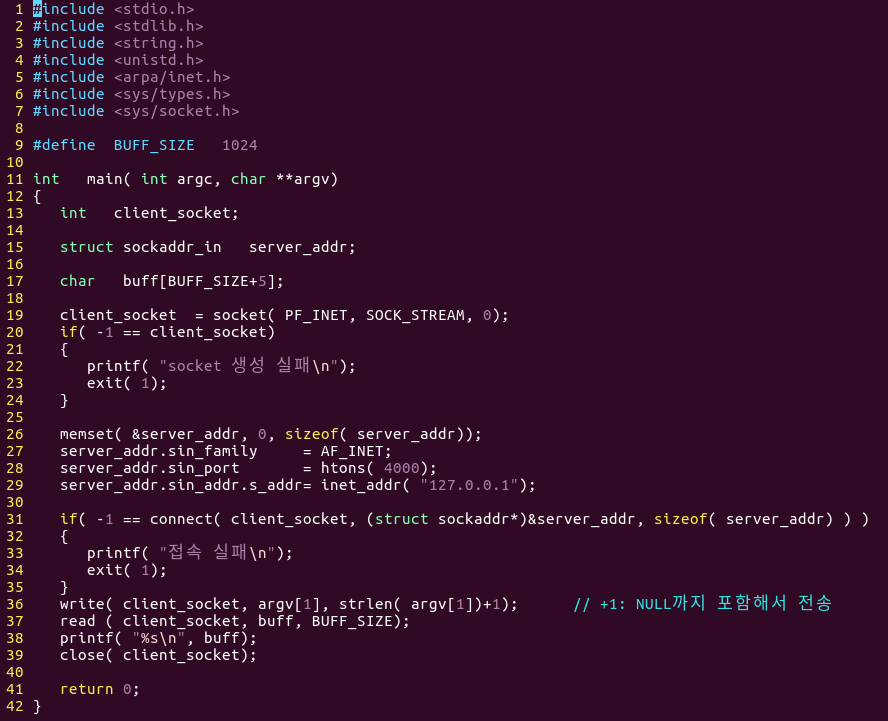 1 #include <stdio.h>
2 #include <stdlib.h>
3 #include <string.h>
4 #include <unistd.h>
5 #include <arpa/inet.h>
6 #include <sys/types.h>
7 #include <sys/socket.h>
8
9 #define  BUFF_SIZE   1024
10
11 int   main( int argc, char **argv)
12 {
13    int   client_socket;
14
15    struct sockaddr_in   server_addr;
16
17    char   buff[BUFF_SIZE+5];
18
19    client_socket  = socket( PF_INET, SOCK_STREAM, 0);
20    if( -1 == client_socket)
21    {
22       printf( "socket 생성 실패\n");
23       exit( 1);
24    }
25
26    memset( &server_addr, 0, sizeof( server_addr));
27    server_addr.sin_family     = AF_INET;
28    server_addr.sin_port       = htons( 4000);
29    server_addr.sin_addr.s_addr= inet_addr( "127.0.0.1");
30
31    if( -1 == connect( client_socket, (struct sockaddr*)&server_addr, sizeof( server_addr) ) )
32    {
33       printf( "접속 실패\n");
34       exit( 1);
35    }
36    write( client_socket, argv[1], strlen( argv[1])+1);      // +1: NULL까지 포함해서 전송
37    read ( client_socket, buff, BUFF_SIZE);
38    printf( "%s\n", buff);
39    close( client_socket);
40
41    return 0;
42 }